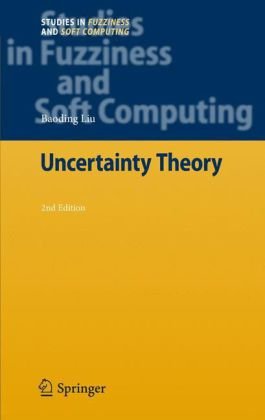 STUDIES IN FUZZINESS
AND SOFT COMPUTING
Studies
in Fuzziness
and
Soft Computing
Baoding Liu
Uncertainty Theory
2nd Edition
Springer